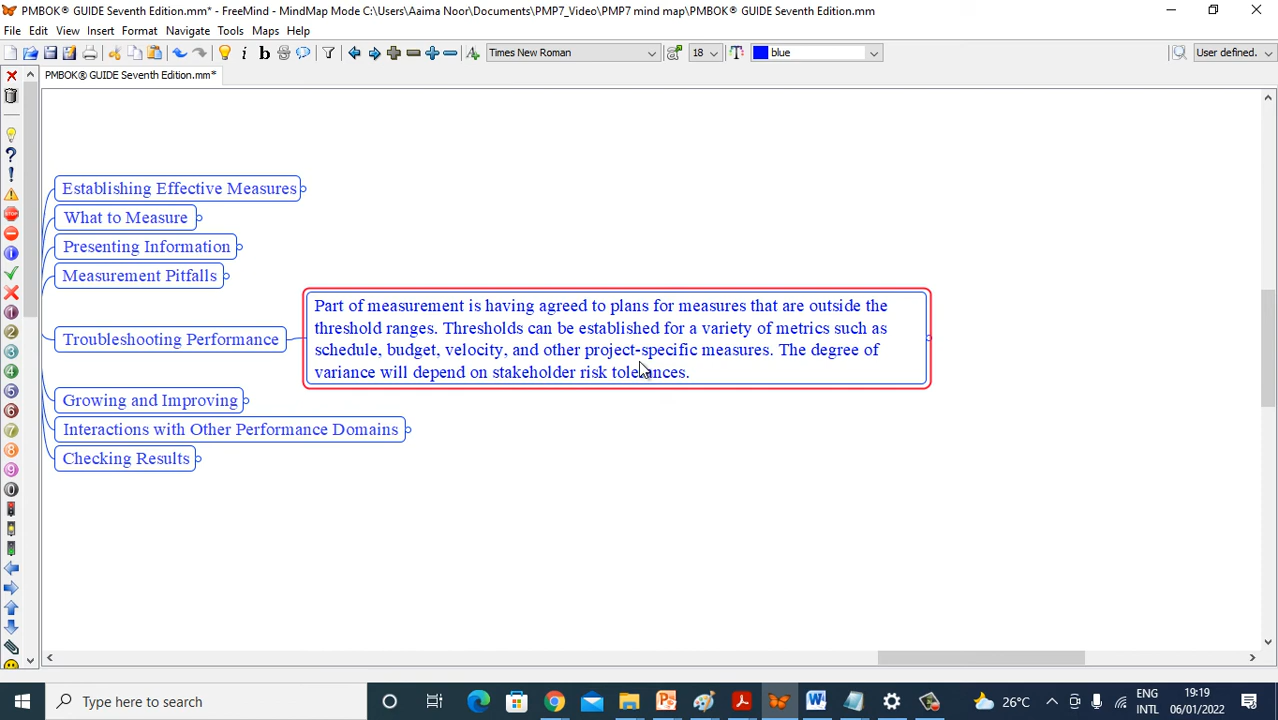 PMBOK® GUIDE Seventh Edition.mm* - FreeMind - MindMap Mode C:\Users\Aaima Noor\Documents\PMP7_Video\PMP7 mind map\PMBOK® GUIDE Seventh Edition.mm
File Edit View Insert Format Navigate Tools Maps Help
Times New Roman 18 blue User defined.
PMBOK® GUIDE Seventh Edition.mm*
Establishing Effective Measures
What to Measure
Presenting Information
Measurement Pitfalls
Troubleshooting Performance
Part of measurement is having agreed to plans for measures that are outside the
threshold ranges. Thresholds can be established for a variety of metrics such as
schedule, budget, velocity, and other project-specific measures. The degree of
variance will depend on stakeholder risk tolerances.
Growing and Improving
Interactions with Other Performance Domains
Checking Results
Type here to search
26°C
ENG
INTL
19:19
06/01/2022